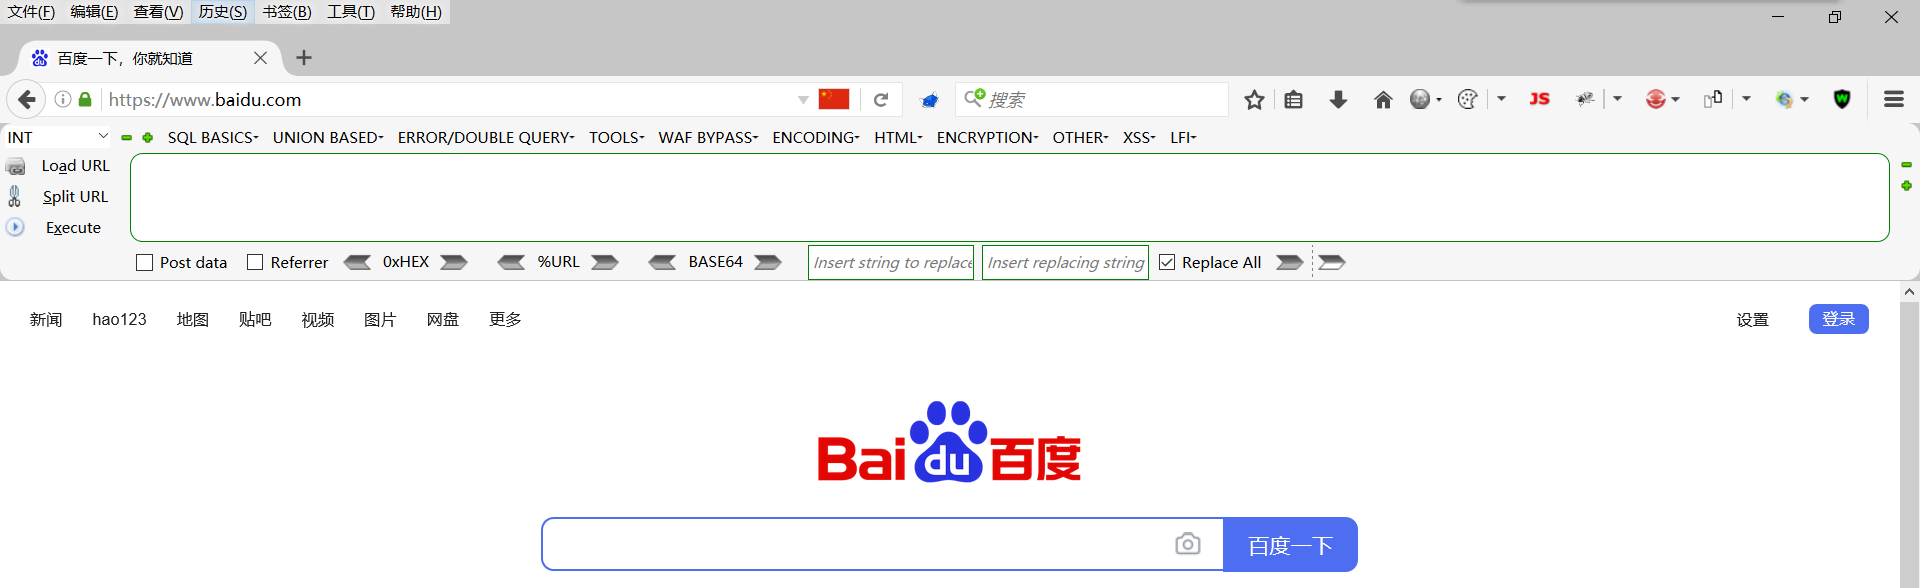 文件(F) 编辑(E) 查看(V) 历史(S) 书签(B) 工具(T) 帮助(H)
百度一下，你就知道
https://www.baidu.com 搜索 JS W
INT SQL BASICS UNION BASED ERROR/DOUBLE QUERY TOOLS WAF BYPASS ENCODING HTML ENCRYPTION OTHER XSS LFI
Load URL
Split URL
Execute
Post data Referrer 0xHEX %URL BASE64 Insert string to replace Insert replacing string Replace All
新闻 hao123 地图 贴吧 视频 图片 网盘 更多 设置 登录
Bai du 百度
百度一下